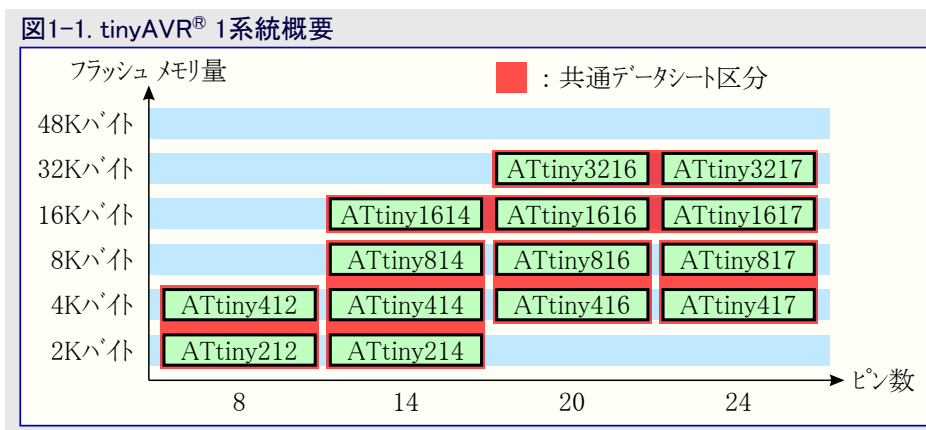 図1-1. tinyAVR® 1系統概要
フラッシュ メモリ量
: 共通データシート区分
48Kバイト
32Kバイト ATtiny3216 ATtiny3217
16Kバイト ATtiny1614 ATtiny1616 ATtiny1617
8Kバイト ATtiny814 ATtiny816 ATtiny817
4Kバイト ATtiny412 ATtiny414 ATtiny416 ATtiny417
2Kバイト ATtiny212 ATtiny214
ピン数
8 14 20 24